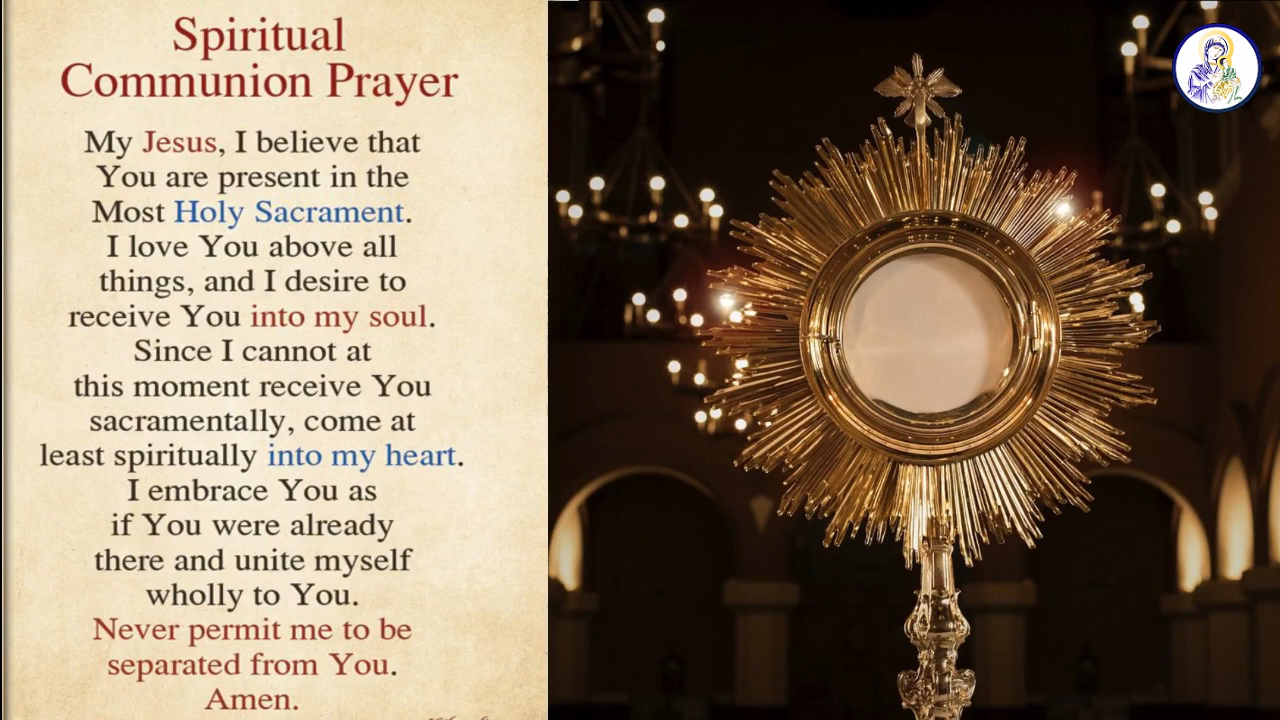 Spiritual
Communion Prayer
My Jesus, I believe that
You are present in the
Most Holy Sacrament.
I love You above all
things, and I desire to
receive You into my soul.
Since I cannot at
this moment receive You
sacramentally, come at
least spiritually into my heart.
I embrace You as
if You were already
there and unite myself
wholly to You.
Never permit me to be
separated from You.
Amen.